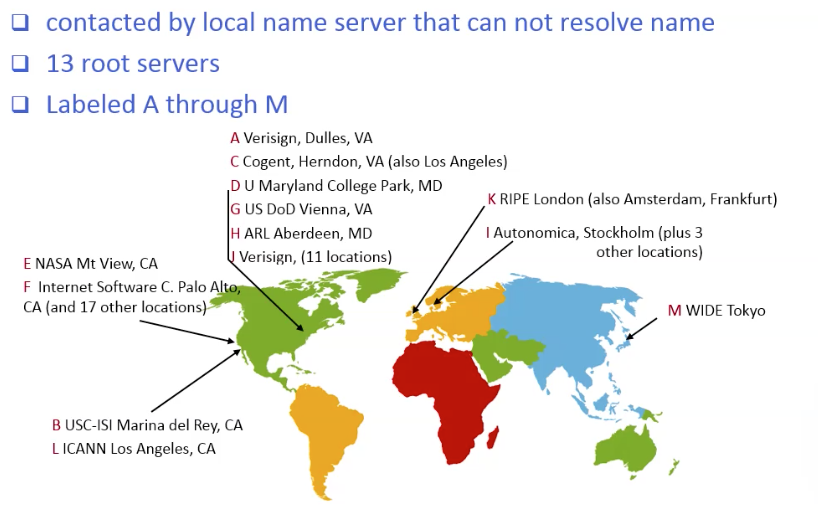 contacted by local name server that can not resolve name
13 root servers
Labeled A through M
A Verisign, Dulles, VA
C Cogent, Herndon, VA (also Los Angeles)
D U Maryland College Park, MD
G US DoD Vienna, VA
H ARL Aberdeen, MD
J Verisign, (11 locations)
K RIPE London (also Amsterdam, Frankfurt)
I Autonomica, Stockholm (plus 3
other locations)
E NASA Mt View, CA
F Internet Software C. Palo Alto,
CA (and 17 other locations)
M WIDE Tokyo
B USC-ISI Marina del Rey, CA
L ICANN Los Angeles, CA